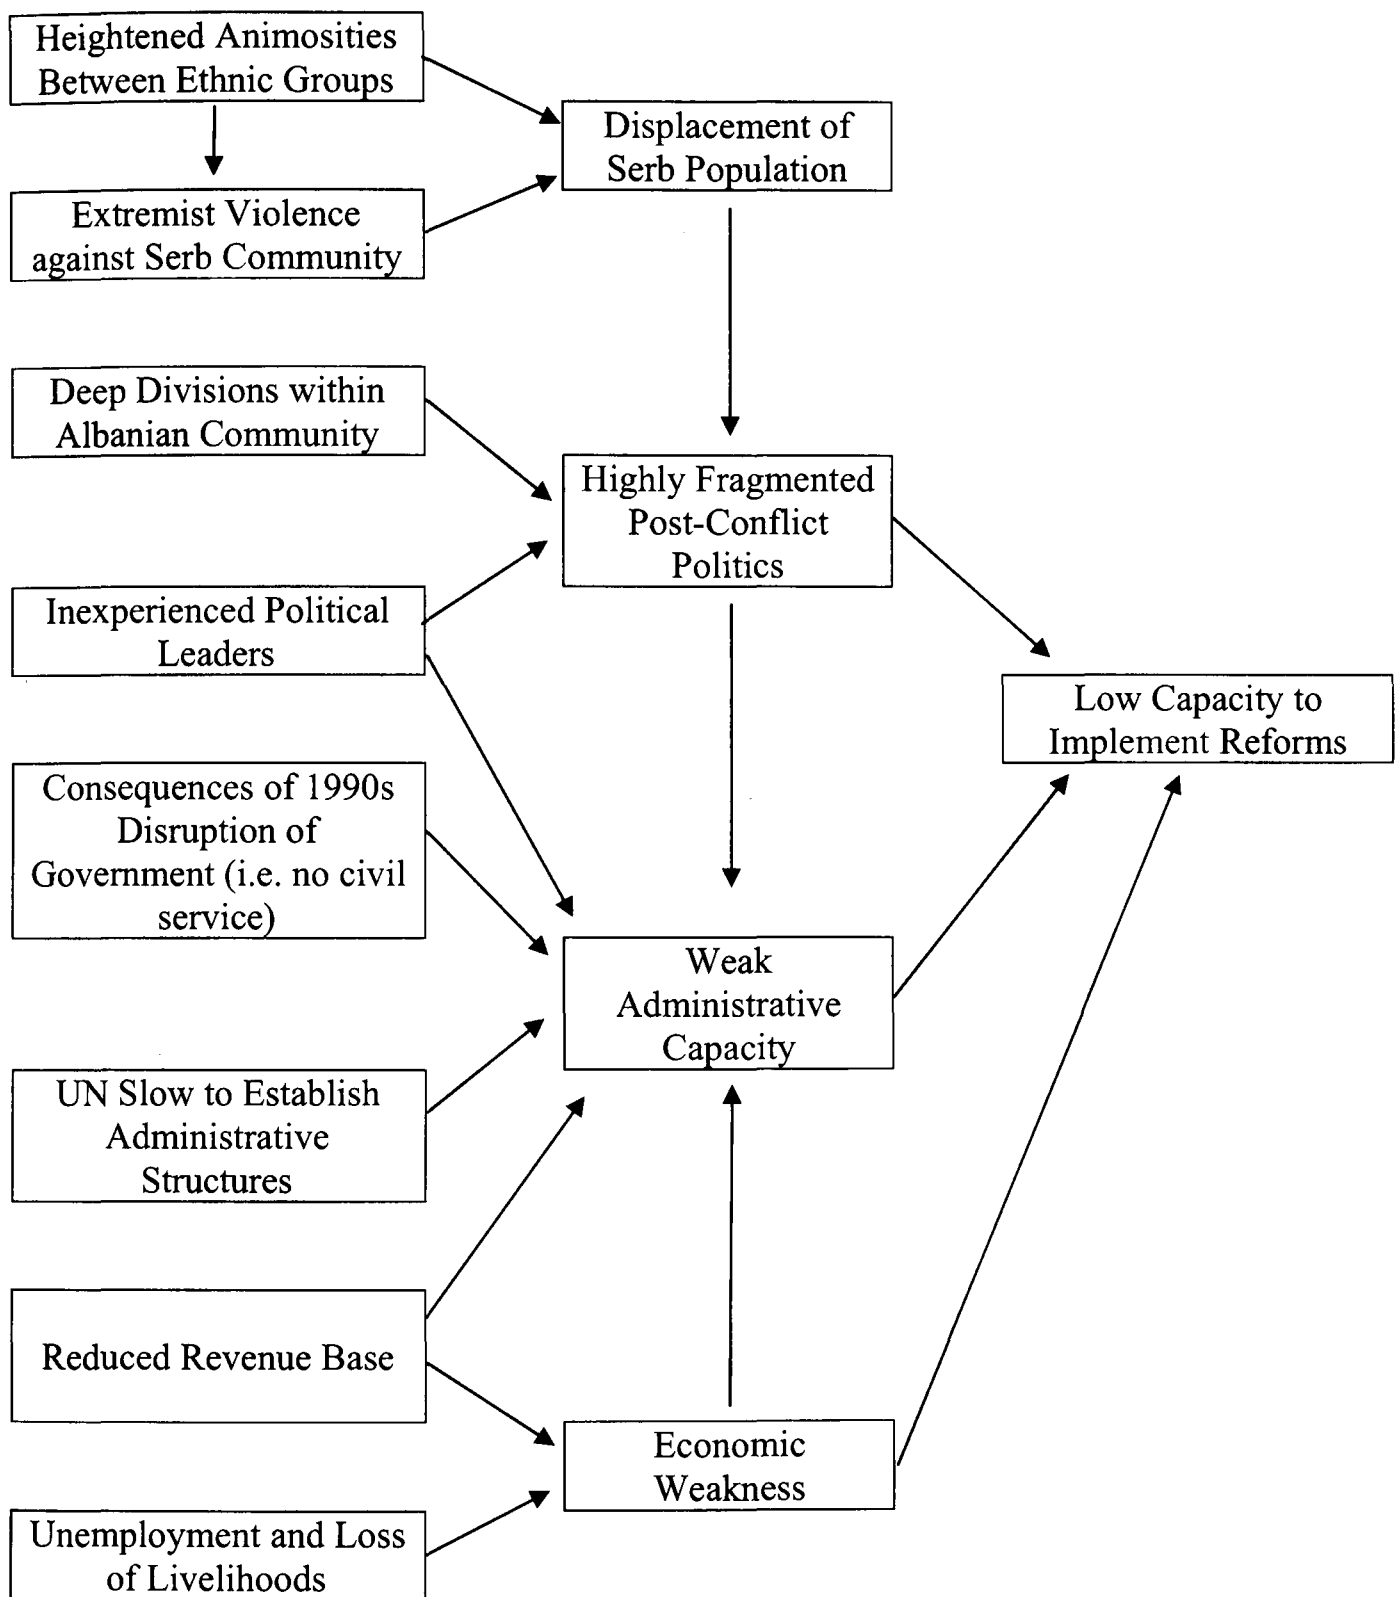 Heightened Animosities
Between Ethnic Groups
Displacement of
Serb Population
Extremist Violence
against Serb Community
Deep Divisions within
Albanian Community
Highly Fragmented
Post-Conflict
Politics
Inexperienced Political
Leaders
Low Capacity to
Implement Reforms
Consequences of 1990s
Disruption of
Government (i.e. no civil
service)
Weak
Administrative
Capacity
UN Slow to Establish
Administrative
Structures
Reduced Revenue Base
Economic
Weakness
Unemployment and Loss
of Livelihoods